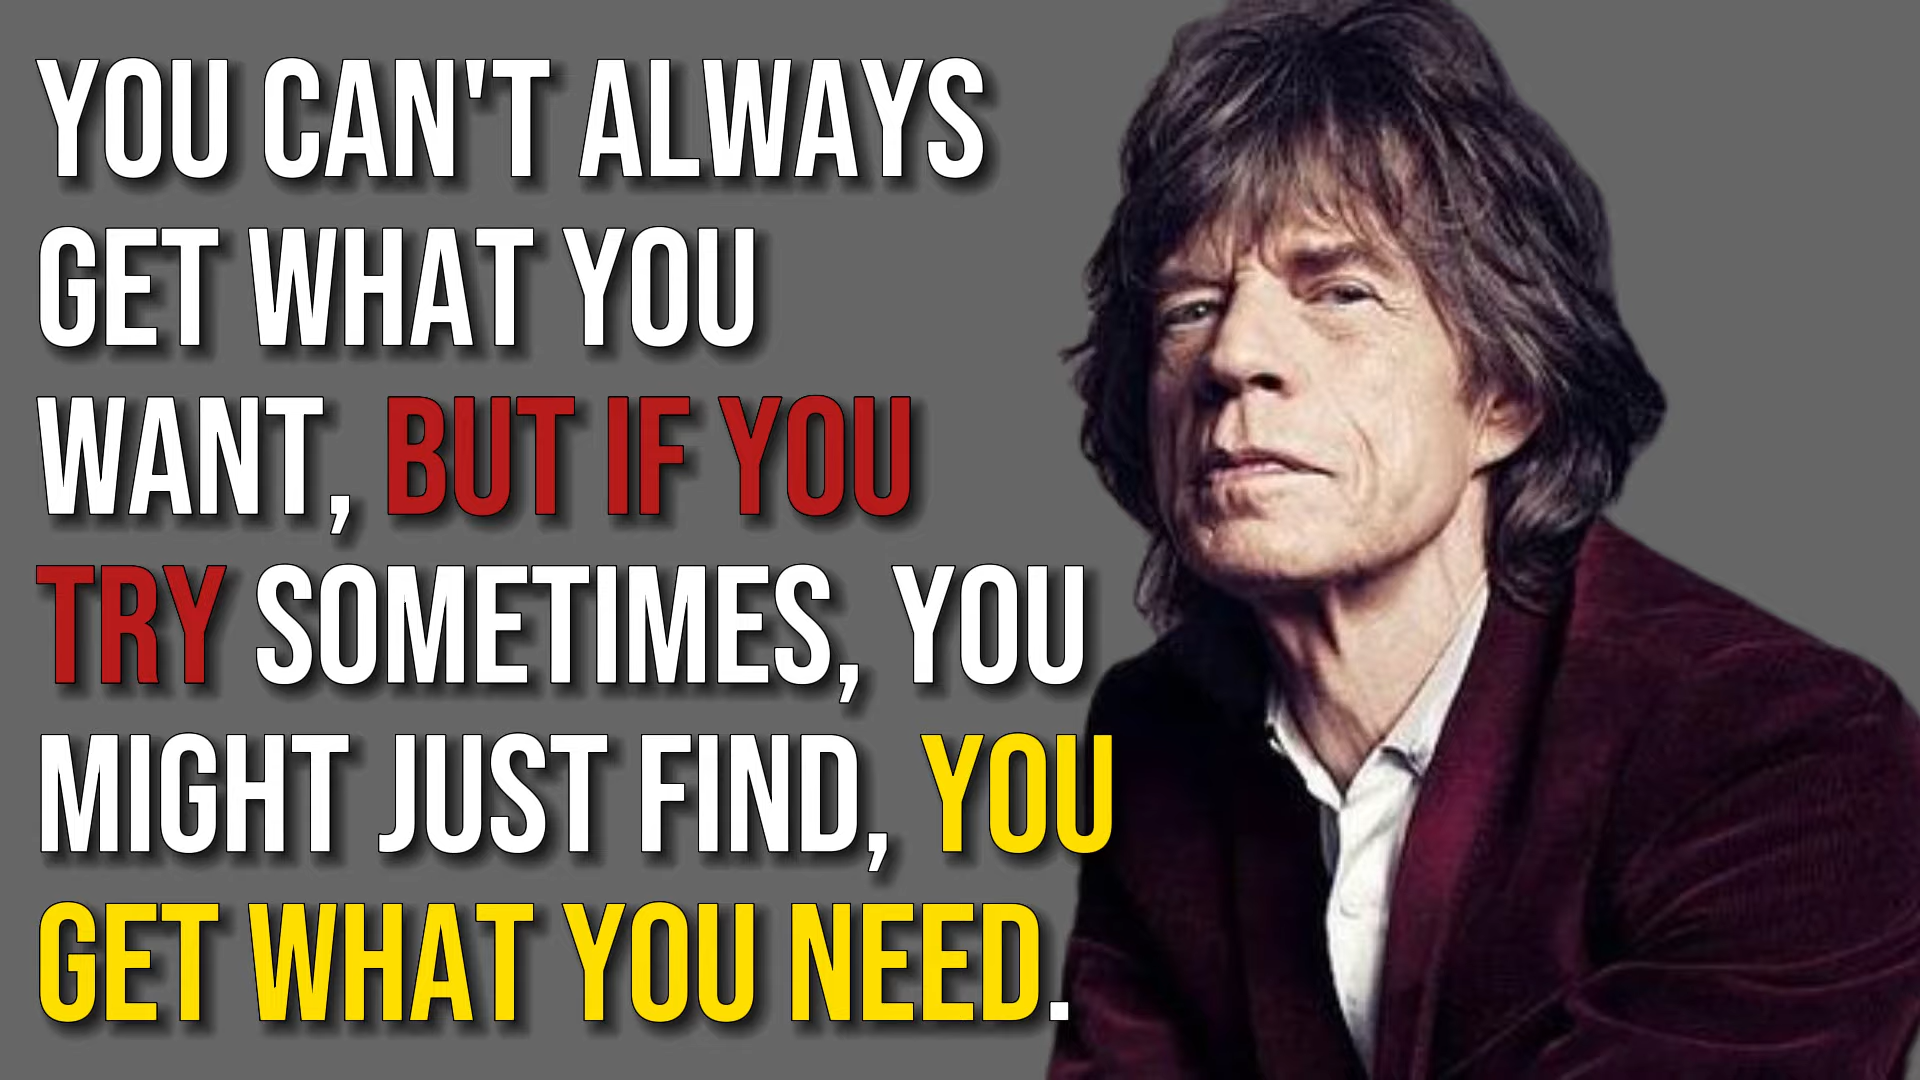 YOU CAN'T ALWAYS
GET WHAT YOU
WANT, BUT IF YOU
TRY SOMETIMES, YOU
MIGHT JUST FIND, YOU
GET WHAT YOU NEED.